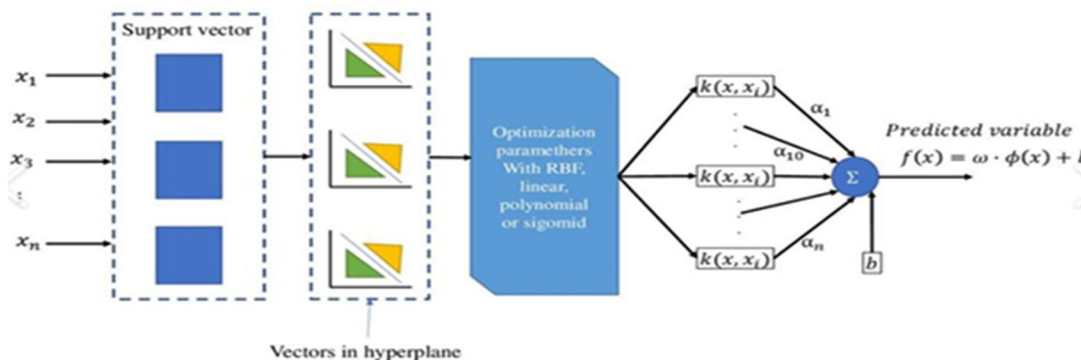 Support vector
x₁
x₂
x₃
:
xₙ
Vectors in hyperplane
Optimization
paramethers
With RBF,
linear,
polynomial
or sigomid
k(x, xᵢ)
k(x, xᵢ)
k(x, xᵢ)
α₁
α₁₀
αₙ
Σ
b
Predicted variable
f(x) = ω · ϕ(x) +